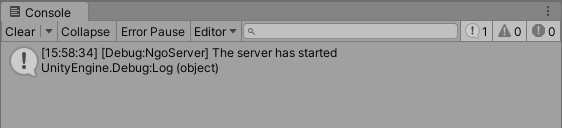 Console
Clear Collapse Error Pause Editor 1 0 0
[15:58:34] [Debug:NgoServer] The server has started
UnityEngine.Debug:Log (object)